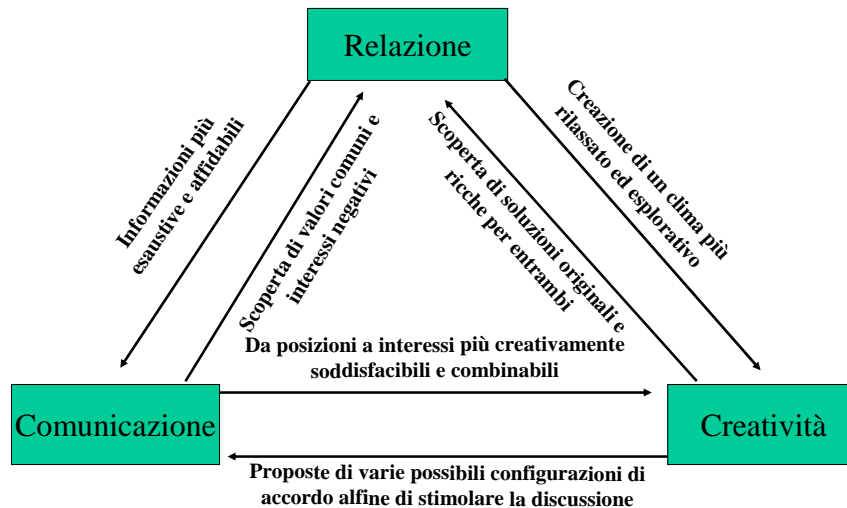 Relazione
Informazioni più
esaustive e affidabili
Scoperta di valori comuni e
interessi negativi
Scoperta di soluzioni originali e
ricche per entrambi
Creazione di un clima più
rilassato ed esplorativo
Da posizioni a interessi più creativamente
soddisfacibili e combinabili
Comunicazione
Creatività
Proposte di varie possibili configurazioni di
accordo alfine di stimolare la discussione